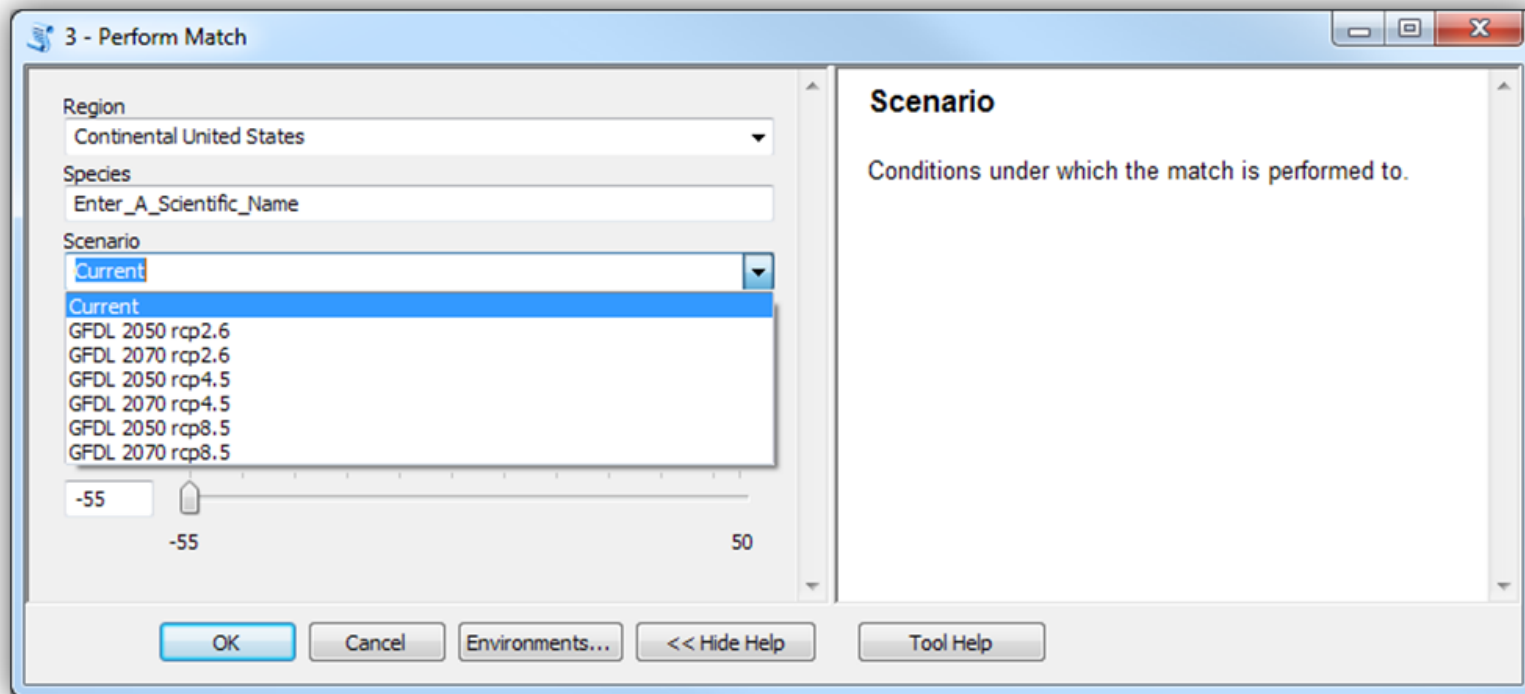 3 - Perform Match
Region
Continental United States
Species
Enter_A_Scientific_Name
Scenario
Current
Current
GFDL 2050 rcp2.6
GFDL 2070 rcp2.6
GFDL 2050 rcp4.5
GFDL 2070 rcp4.5
GFDL 2050 rcp8.5
GFDL 2070 rcp8.5
-55
-55 50
Scenario
Conditions under which the match is performed to.
OK Cancel Environments... << Hide Help Tool Help